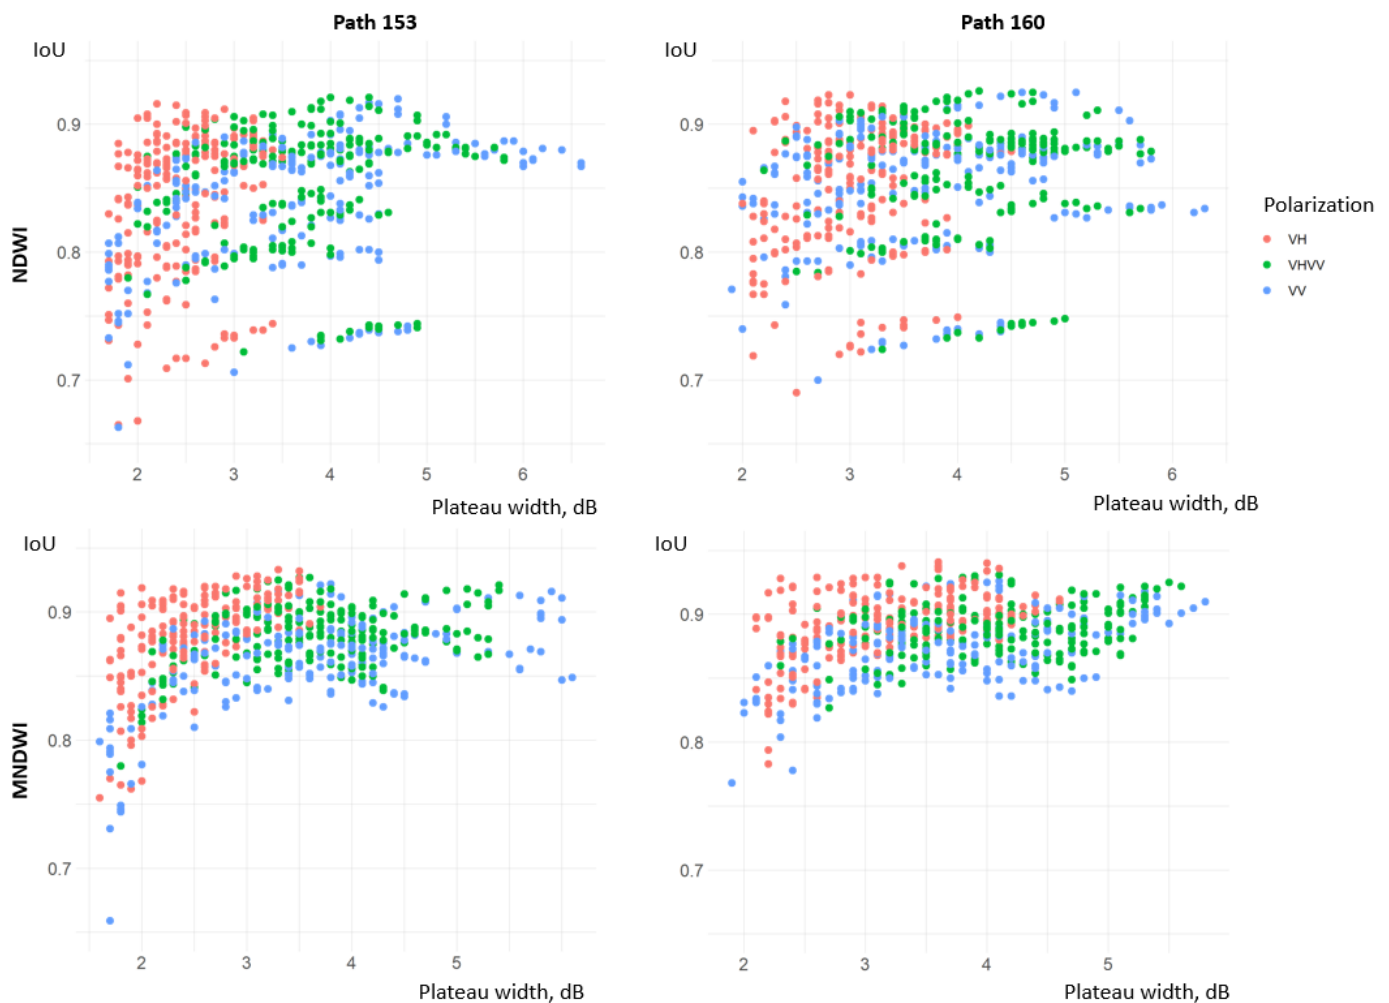 Path 153
Path 160
IoU
IoU
0.9
0.8
0.7
NDWI
2 3 4 5 6
Plateau width, dB
0.9
0.8
0.7
2 3 4 5 6
Plateau width, dB
Polarization
VH
VHVV
VV
IoU
IoU
0.9
0.8
0.7
MNDWI
2 3 4 5
Plateau width, dB
0.9
0.8
0.7
2 3 4 5
Plateau width, dB